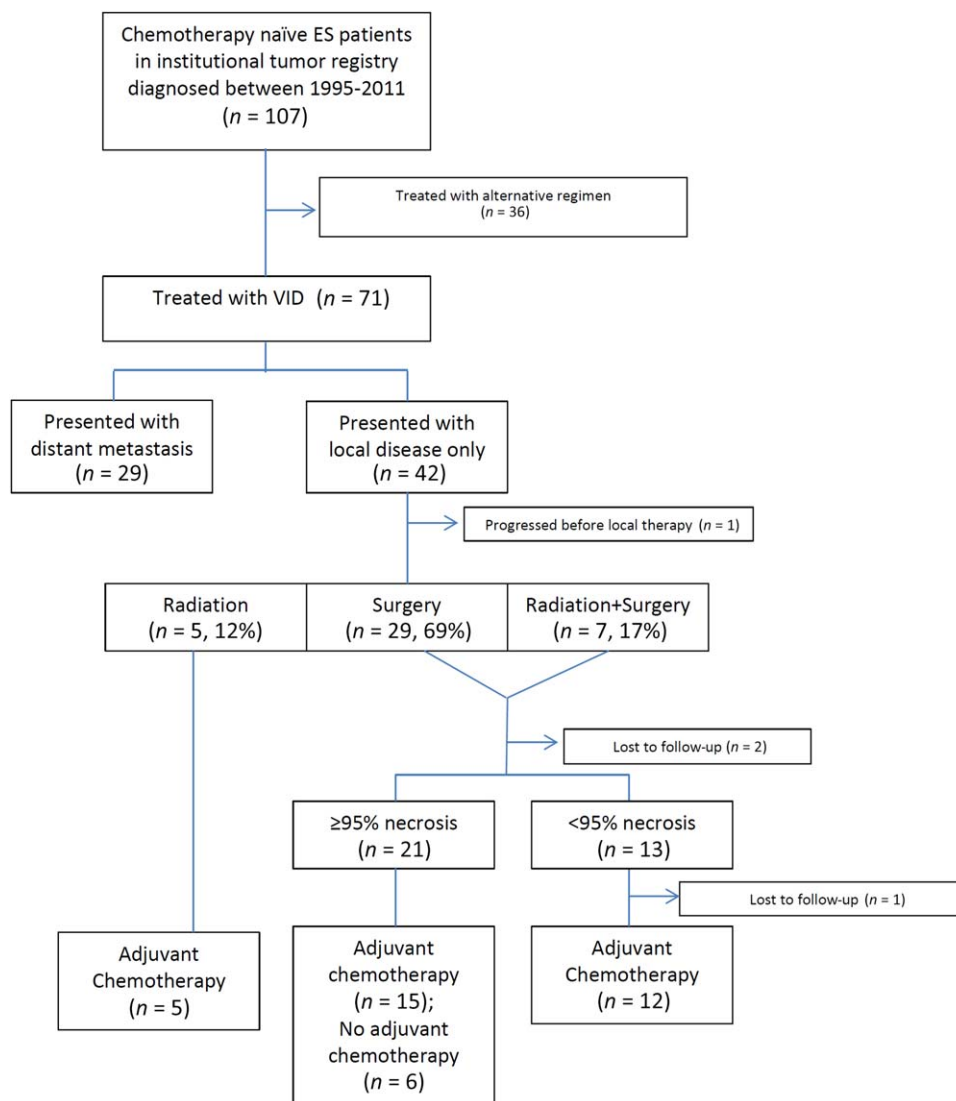 Chemotherapy naïve ES patients
in institutional tumor registry
diagnosed between 1995-2011
(n = 107)
Treated with alternative regimen
(n = 36)
Treated with VID (n = 71)
Presented with
distant metastasis
(n = 29)
Presented with
local disease only
(n = 42)
Progressed before local therapy (n = 1)
Radiation
(n = 5, 12%)
Surgery
(n = 29, 69%)
Radiation+Surgery
(n = 7, 17%)
Lost to follow-up (n = 2)
≥95% necrosis
(n = 21)
<95% necrosis
(n = 13)
Lost to follow-up (n = 1)
Adjuvant
Chemotherapy
(n = 5)
Adjuvant
chemotherapy
(n = 15);
No adjuvant
chemotherapy
(n = 6)
Adjuvant
Chemotherapy
(n = 12)